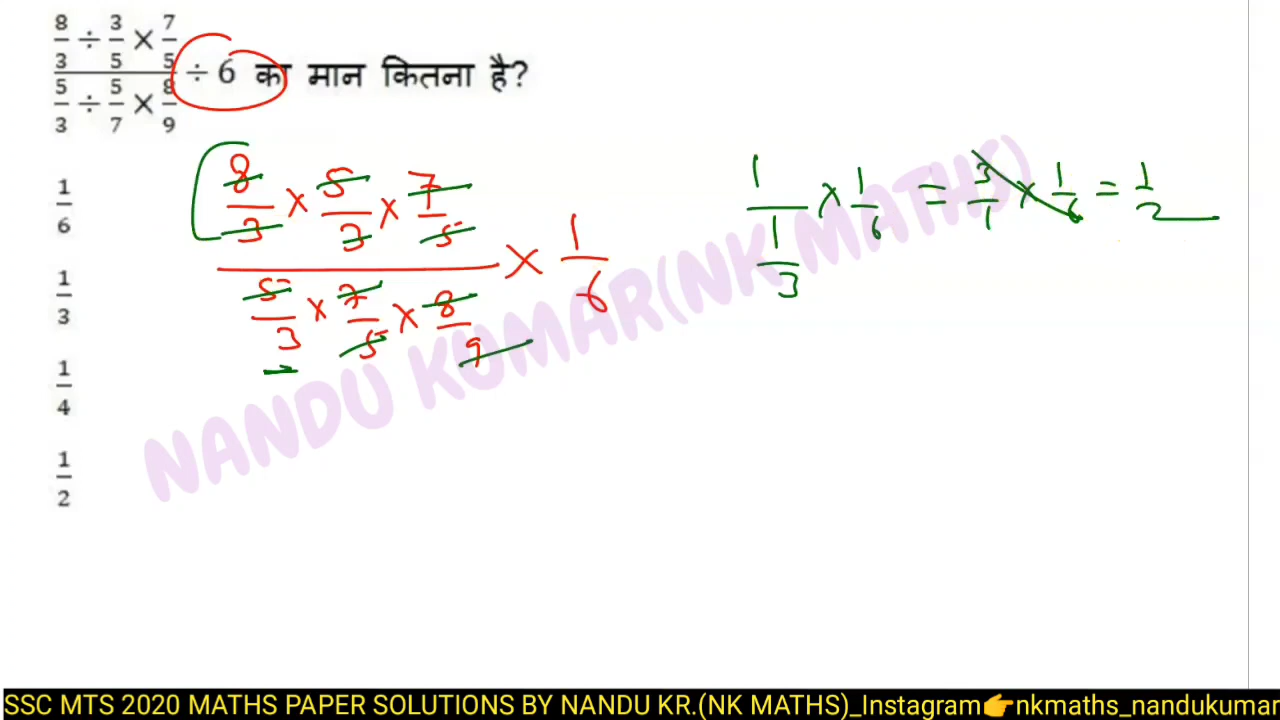 8/3 ÷ 3/5 × 7/5
5/3 ÷ 5/7 × 8/9
÷ 6 का मान कितना है?
1/6
1/3
1/4
1/2
8/3 × 5/3 × 7/5
5/3 × 7/5 × 8/9
× 1/6
1/(1/3) × 1/6 = 3/1 × 1/6 = 1/2
NANDU KUMAR(NK MATHS)
SSC MTS 2020 MATHS PAPER SOLUTIONS BY NANDU KR.(NK MATHS)_Instagram👉nkmaths_nandukumar